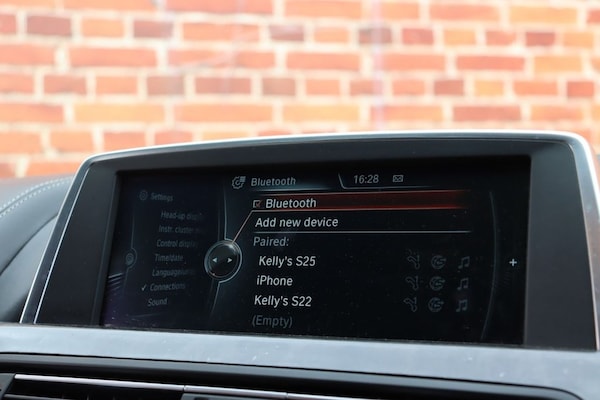 Bluetooth 16:28
Settings
Bluetooth
Head-up displ
Add new device
Instr. cluster
Control displa
Paired:
Time/date
Kelly's S25
Language/
iPhone
✓ Connections
Kelly's S22
Sound
(Empty)